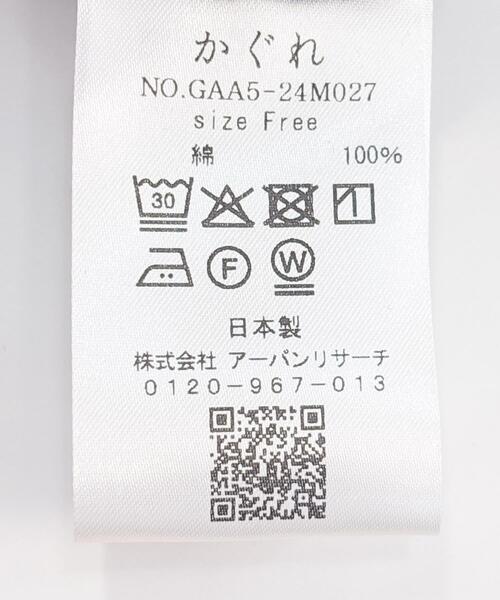 かぐれ
NO.GAA5-24M027
size Free
綿 100%
30
F W
日本製
株式会社 アーバンリサーチ
0120-967-013